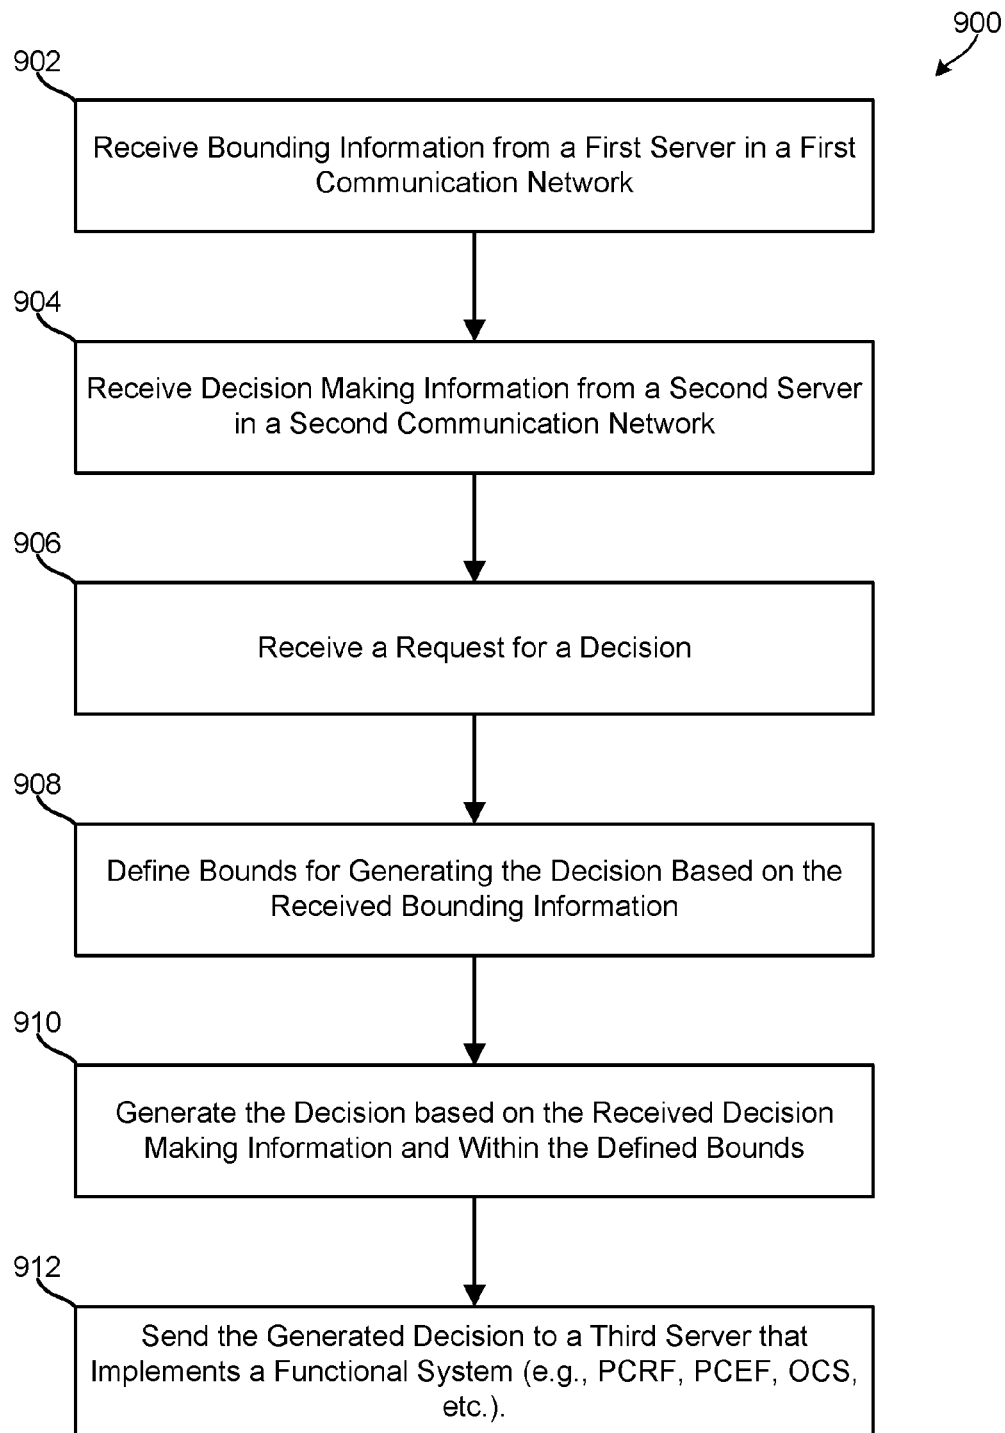 900
902
Receive Bounding Information from a First Server in a First
Communication Network
904
Receive Decision Making Information from a Second Server
in a Second Communication Network
906
Receive a Request for a Decision
908
Define Bounds for Generating the Decision Based on the
Received Bounding Information
910
Generate the Decision based on the Received Decision
Making Information and Within the Defined Bounds
912
Send the Generated Decision to a Third Server that
Implements a Functional System (e.g., PCRF, PCEF, OCS,
etc.).